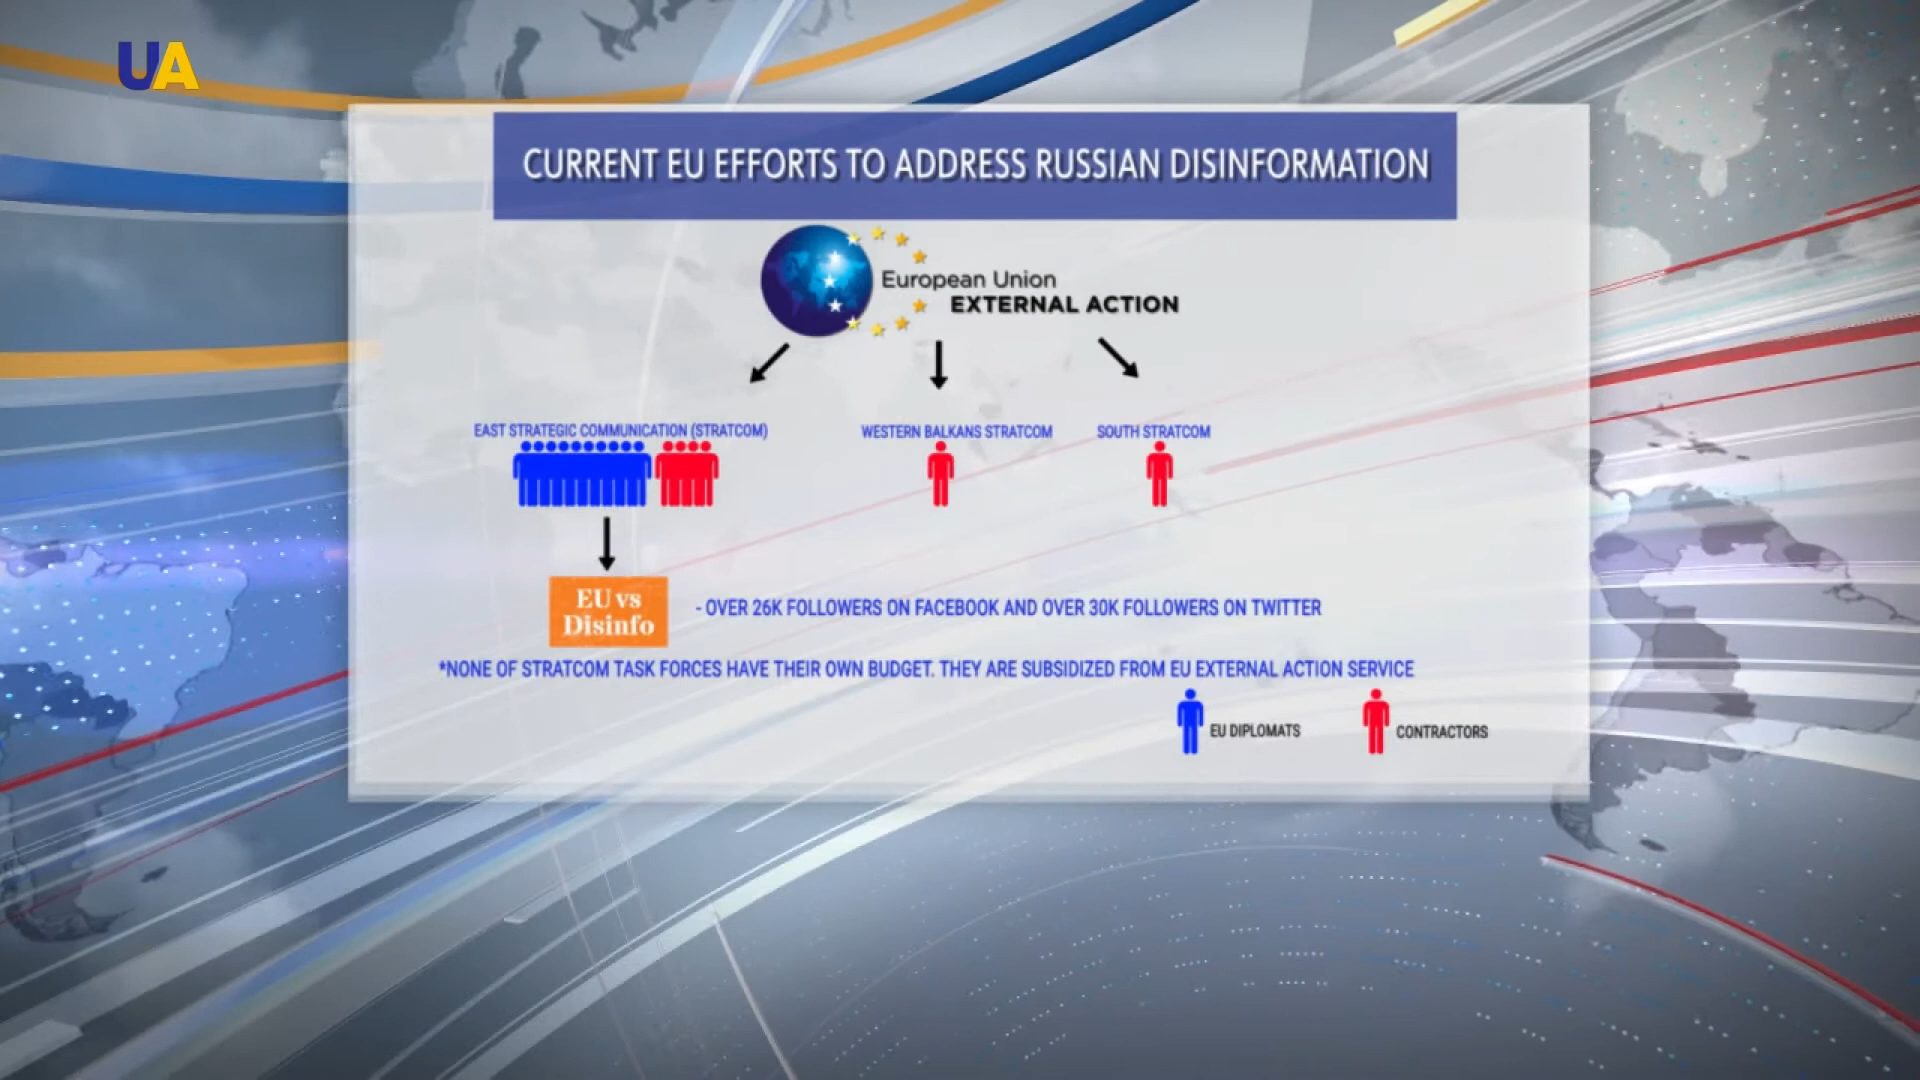 UA
CURRENT EU EFFORTS TO ADDRESS RUSSIAN DISINFORMATION
European Union
EXTERNAL ACTION
EAST STRATEGIC COMMUNICATION (STRATCOM)
WESTERN BALKANS STRATCOM
SOUTH STRATCOM
EU vs
Disinfo
- OVER 26K FOLLOWERS ON FACEBOOK AND OVER 30K FOLLOWERS ON TWITTER
*NONE OF STRATCOM TASK FORCES HAVE THEIR OWN BUDGET. THEY ARE SUBSIDIZED FROM EU EXTERNAL ACTION SERVICE
EU DIPLOMATS
CONTRACTORS